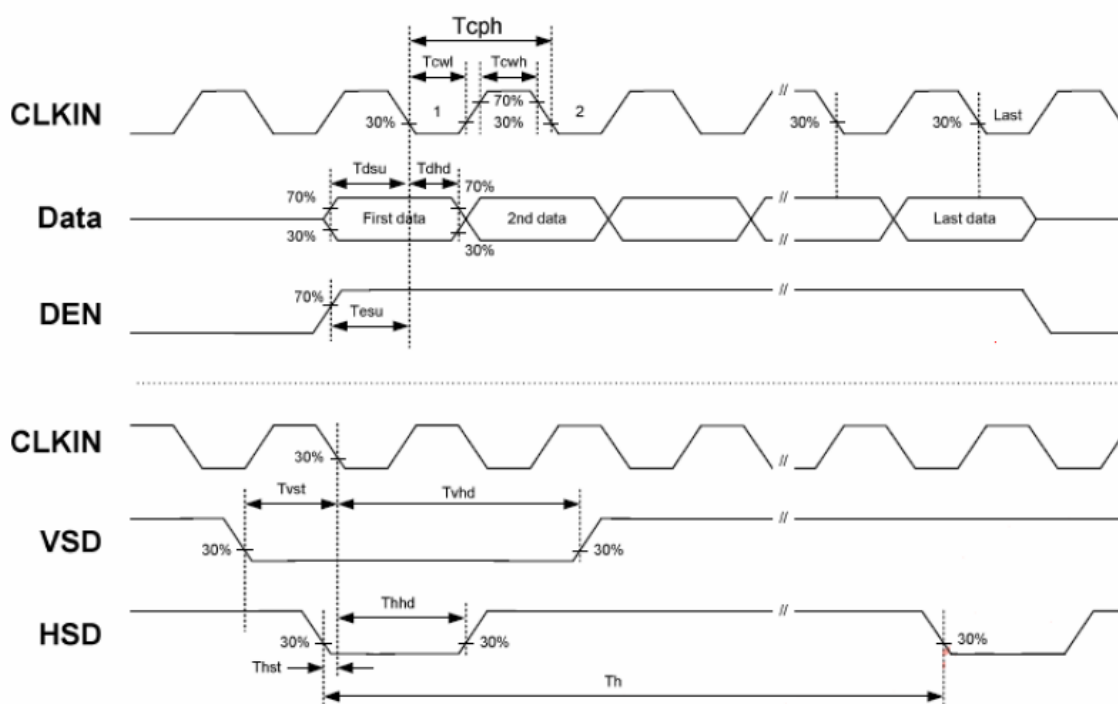 Tcph
Tcwl Tcwh
CLKIN 30% 1 70% 30% 2 // 30% 30% Last
Tdsu Tdhd
Data 70% 30% First data 70% 30% 2nd data // Last data
DEN 70% Tesu //
CLKIN 30% //
Tvst Tvhd
VSD 30% 30% //
Thhd
HSD 30% 30% // 30%
Thst
Th